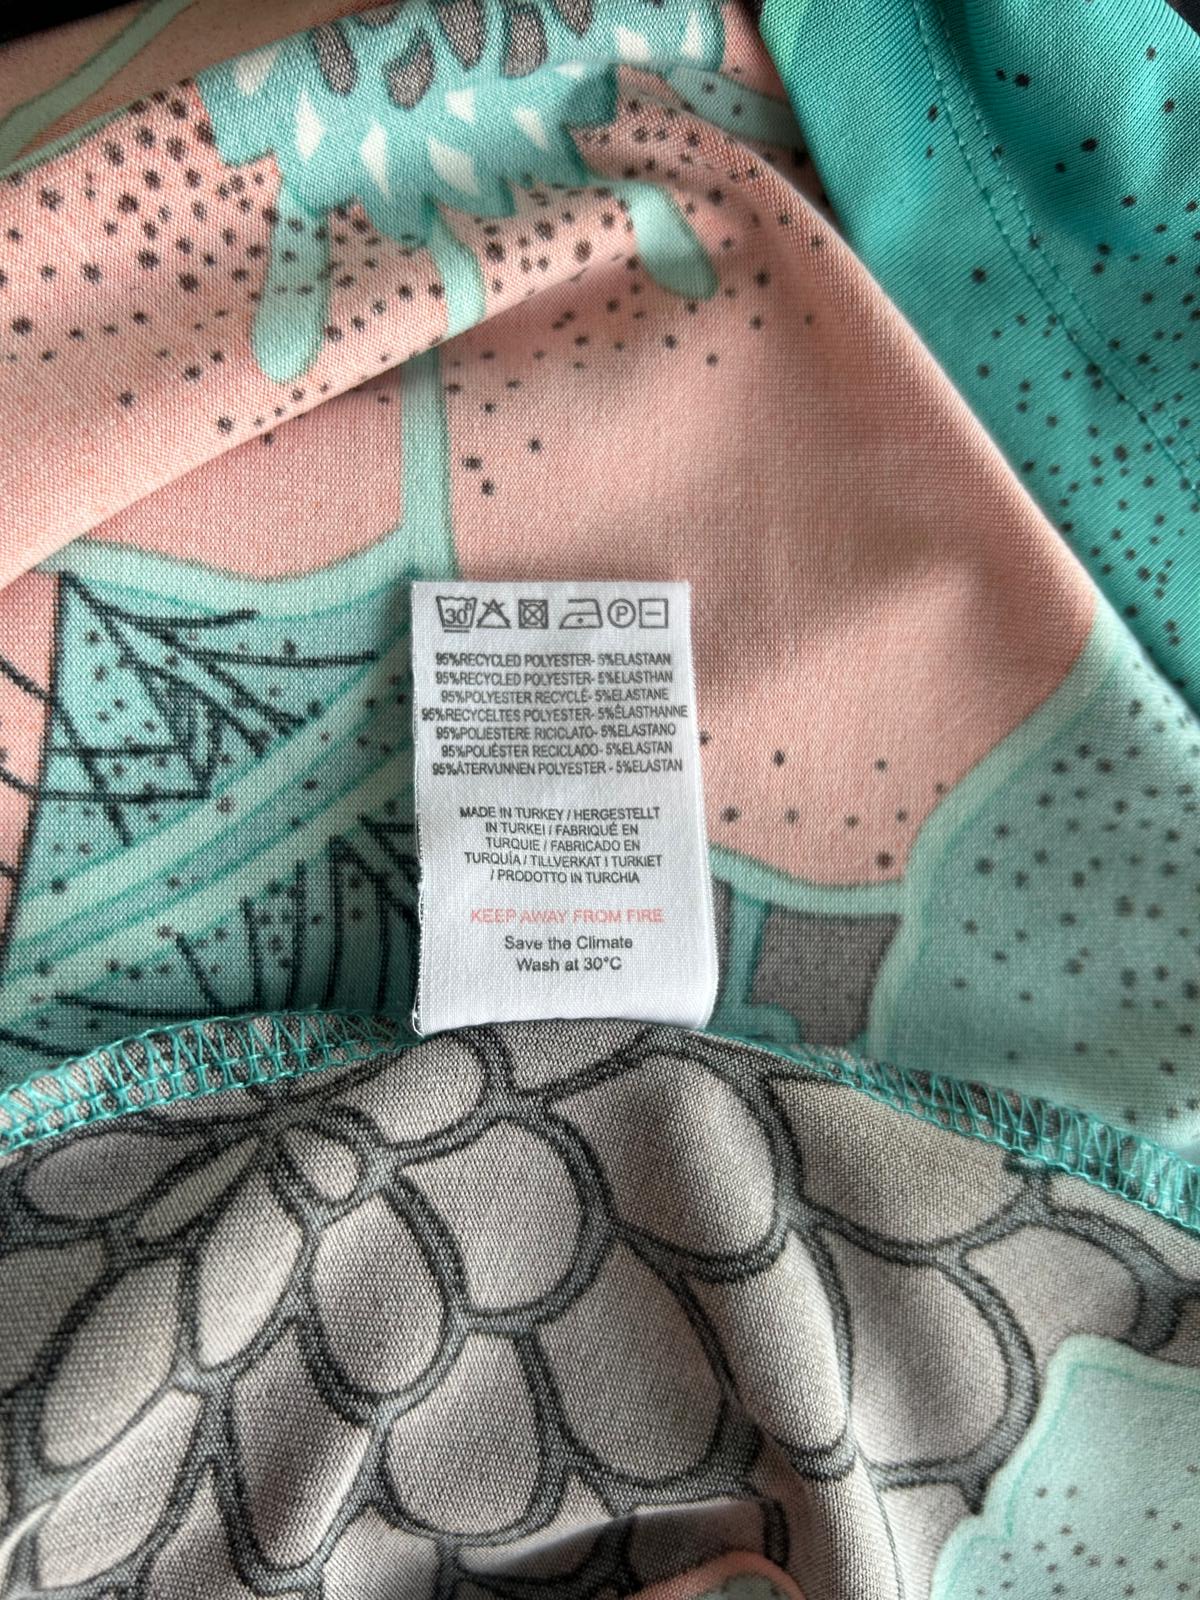 30°
P
95%RECYCLED POLYESTER- 5%ELASTAAN
95%RECYCLED POLYESTER- 5%ELASTHAN
95%POLYESTER RECYCLÉ- 5%ELASTANE
95%RECYCELTES POLYESTER- 5%ÉLASTHANNE
95%POLIESTERE RICICLATO- 5%ELASTANO
95%POLIÉSTER RECICLADO- 5%ELASTAN
95%ÅTERVUNNEN POLYESTER - 5%ELASTAN
MADE IN TURKEY / HERGESTELLT
IN TURKEI / FABRIQUÉ EN
TURQUIE / FABRICADO EN
TURQUÍA / TILLVERKAT I TURKIET
/ PRODOTTO IN TURCHIA
KEEP AWAY FROM FIRE
Save the Climate
Wash at 30°C